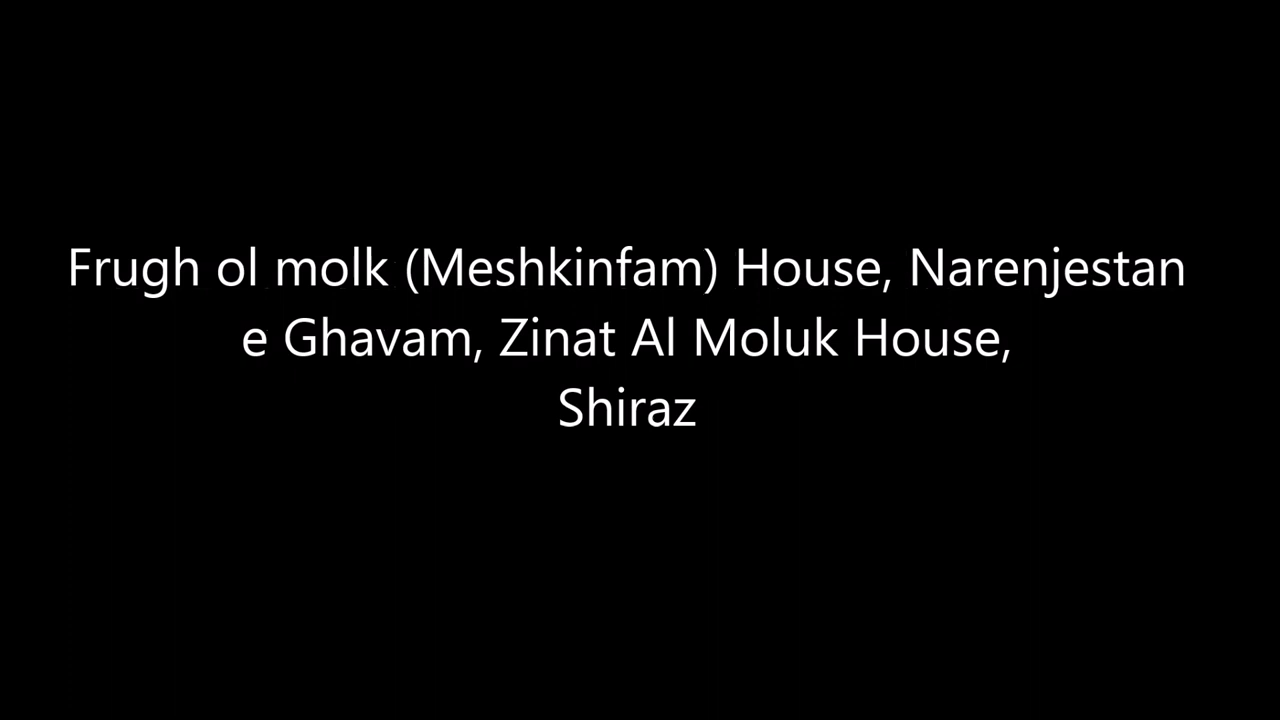 Frugh ol molk (Meshkinfam) House, Narenjestan
e Ghavam, Zinat Al Moluk House,
Shiraz